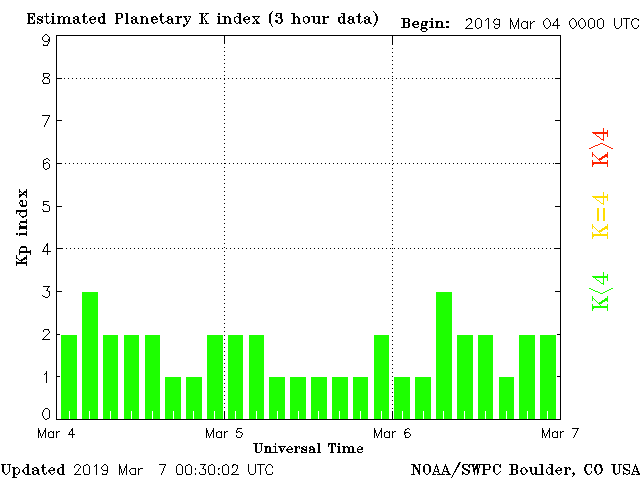 Estimated Planetary K index (3 hour data) Begin: 2019 Mar 04 0000 UTC
9
8
7
6
5
4
3
2
1
0
Kp index
K>4
K=4
K<4
Mar 4 Mar 5 Mar 6 Mar 7
Universal Time
Updated 2019 Mar 7 00:30:02 UTC NOAA/SWPC Boulder, CO USA